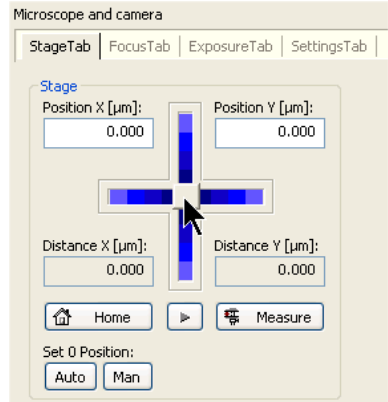 Microscope and camera
StageTab FocusTab ExposureTab SettingsTab
Stage
Position X [µm]: Position Y [µm]:
0.000 0.000
Distance X [µm]: Distance Y [µm]:
0.000 0.000
Home Measure
Set 0 Position:
Auto Man